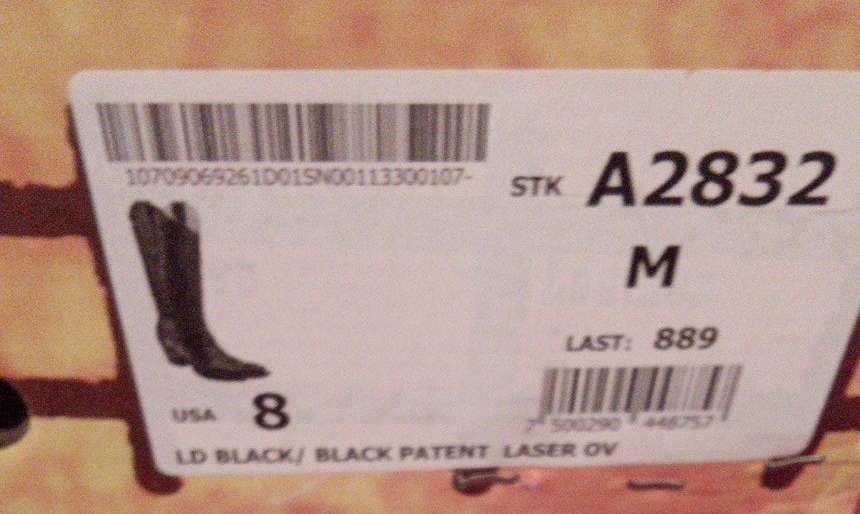 10709069261D01SN00113300107-
STK A2832
M
LAST: 889
7 500290 446757
USA 8
LD BLACK/ BLACK PATENT LASER OV